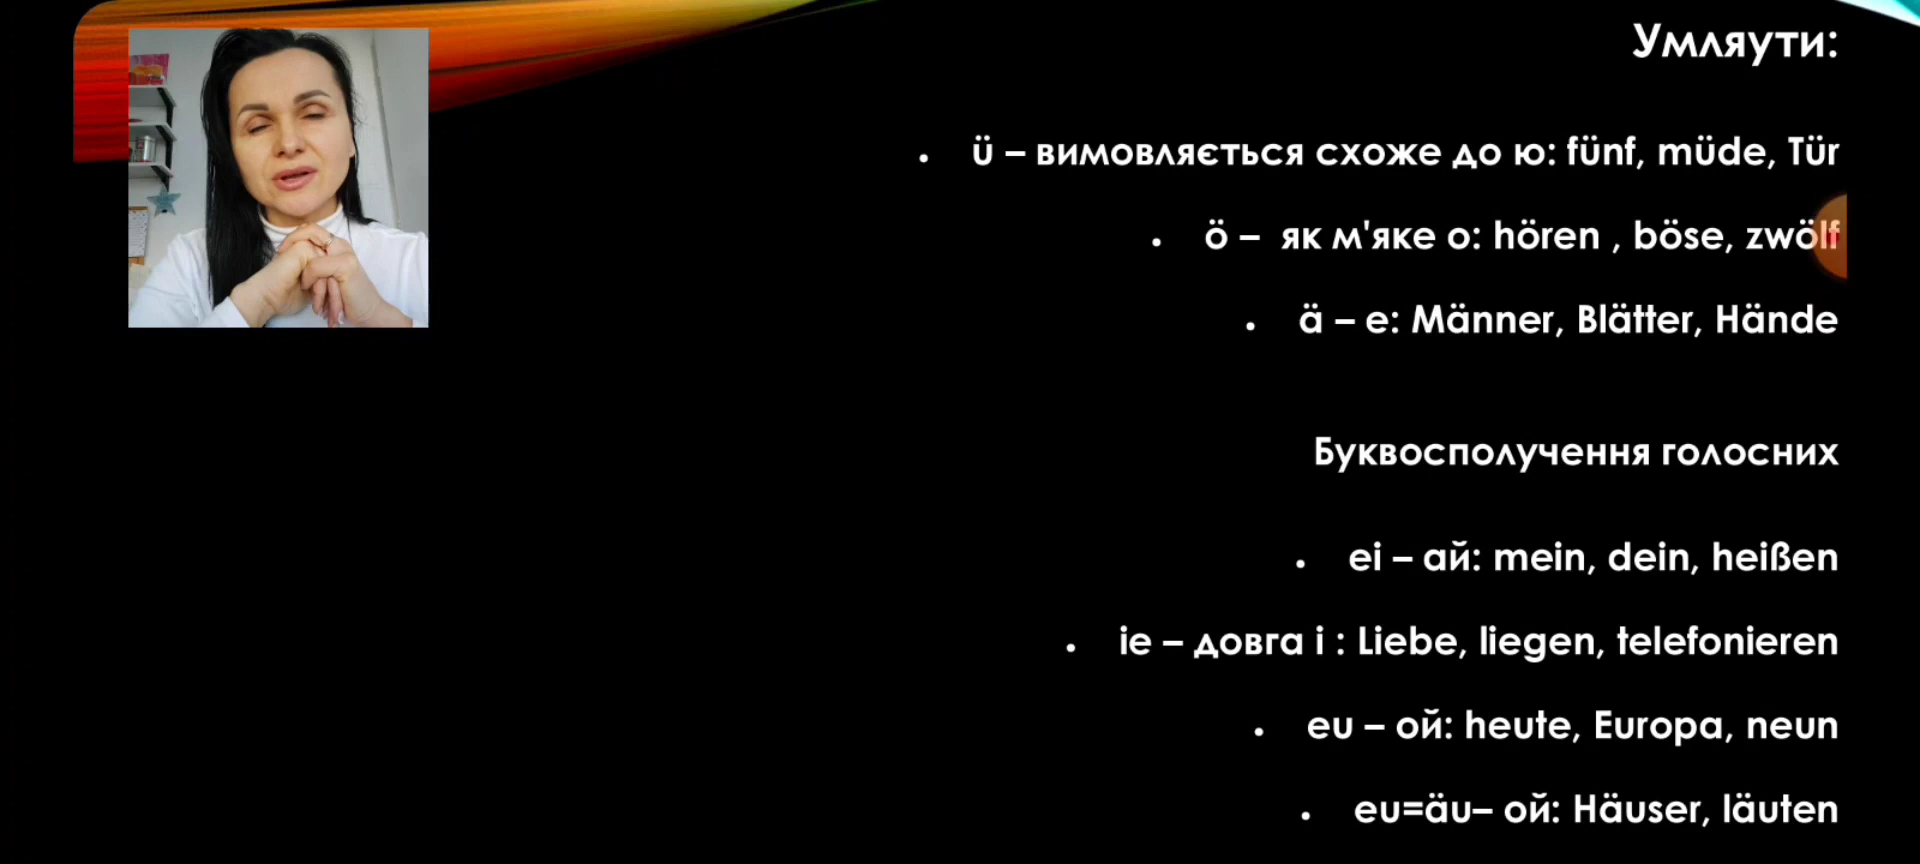 Умляути:
• ü – вимовляється схоже до ю: fünf, müde, Tür
• ö – як м'яке о: hören , böse, zwölf
• ä – е: Männer, Blätter, Hände
Буквосполучення голосних
• ei – ай: mein, dein, heißen
• ie – довга і : Liebe, liegen, telefonieren
• eu – ой: heute, Europa, neun
• eu=äu– ой: Häuser, läuten